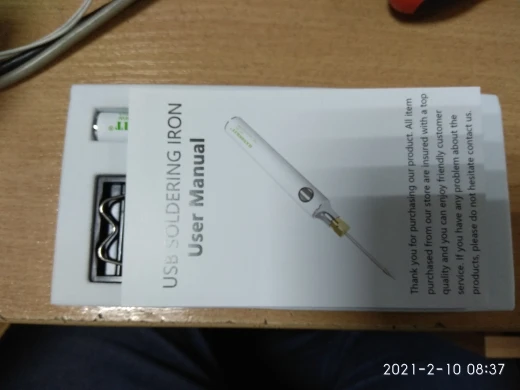 USB SOLDERING IRON
User Manual
Thank you for purchasing our product. All item
purchased from our store are insured with a top
quality and you can enjoy friendly customer
service. If you have any problem about the
products, please do not hesitate contact us.
2021-2-10 08:37